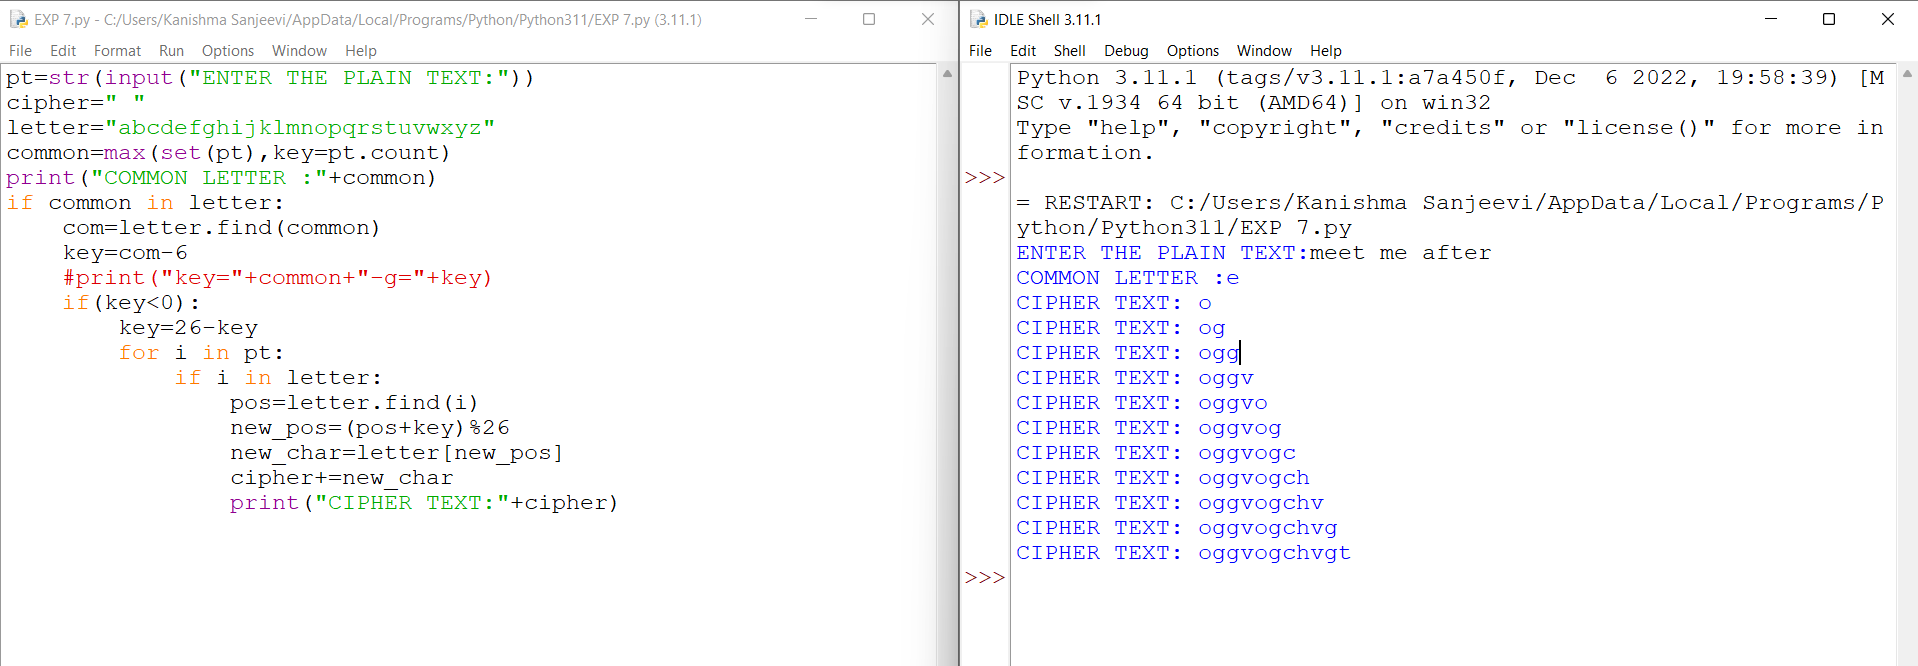 EXP 7.py - C:/Users/Kanishma Sanjeevi/AppData/Local/Programs/Python/Python311/EXP 7.py (3.11.1)
File Edit Format Run Options Window Help
pt=str(input("ENTER THE PLAIN TEXT:"))
cipher=" "
letter="abcdefghijklmnopqrstuvwxyz"
common=max(set(pt),key=pt.count)
print("COMMON LETTER :"+common)
if common in letter:
    com=letter.find(common)
    key=com-6
    #print("key="+common+"-g="+key)
    if(key<0):
        key=26-key
        for i in pt:
            if i in letter:
                pos=letter.find(i)
                new_pos=(pos+key)%26
                new_char=letter[new_pos]
                cipher+=new_char
                print("CIPHER TEXT:"+cipher)
IDLE Shell 3.11.1
File Edit Shell Debug Options Window Help
Python 3.11.1 (tags/v3.11.1:a7a450f, Dec  6 2022, 19:58:39) [M
SC v.1934 64 bit (AMD64)] on win32
Type "help", "copyright", "credits" or "license()" for more in
formation.
>>>
= RESTART: C:/Users/Kanishma Sanjeevi/AppData/Local/Programs/P
ython/Python311/EXP 7.py
ENTER THE PLAIN TEXT:meet me after
COMMON LETTER :e
CIPHER TEXT: o
CIPHER TEXT: og
CIPHER TEXT: ogg
CIPHER TEXT: oggv
CIPHER TEXT: oggvo
CIPHER TEXT: oggvog
CIPHER TEXT: oggvogc
CIPHER TEXT: oggvogch
CIPHER TEXT: oggvogchv
CIPHER TEXT: oggvogchvg
CIPHER TEXT: oggvogchvgt
>>>